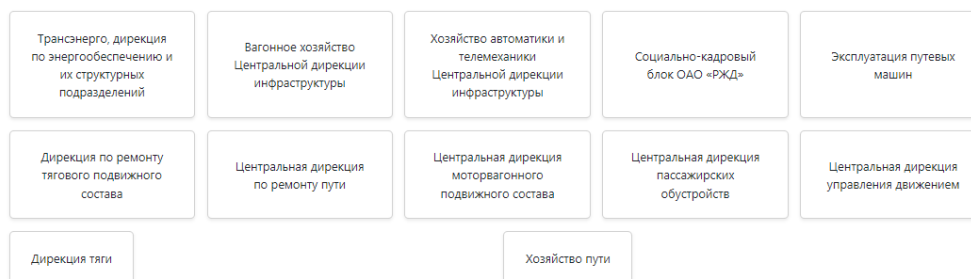 Трансэнерго, дирекция
по энергообеспечению и
их структурных
подразделений
Вагонное хозяйство
Центральной дирекции
инфраструктуры
Хозяйство автоматики и
телемеханики
Центральной дирекции
инфраструктуры
Социально-кадровый
блок ОАО «РЖД»
Эксплуатация путевых
машин
Дирекция по ремонту
тягового подвижного
состава
Центральная дирекция
по ремонту пути
Центральная дирекция
моторвагонного
подвижного состава
Центральная дирекция
пассажирских
обустройств
Центральная дирекция
управления движением
Дирекция тяги
Хозяйство пути